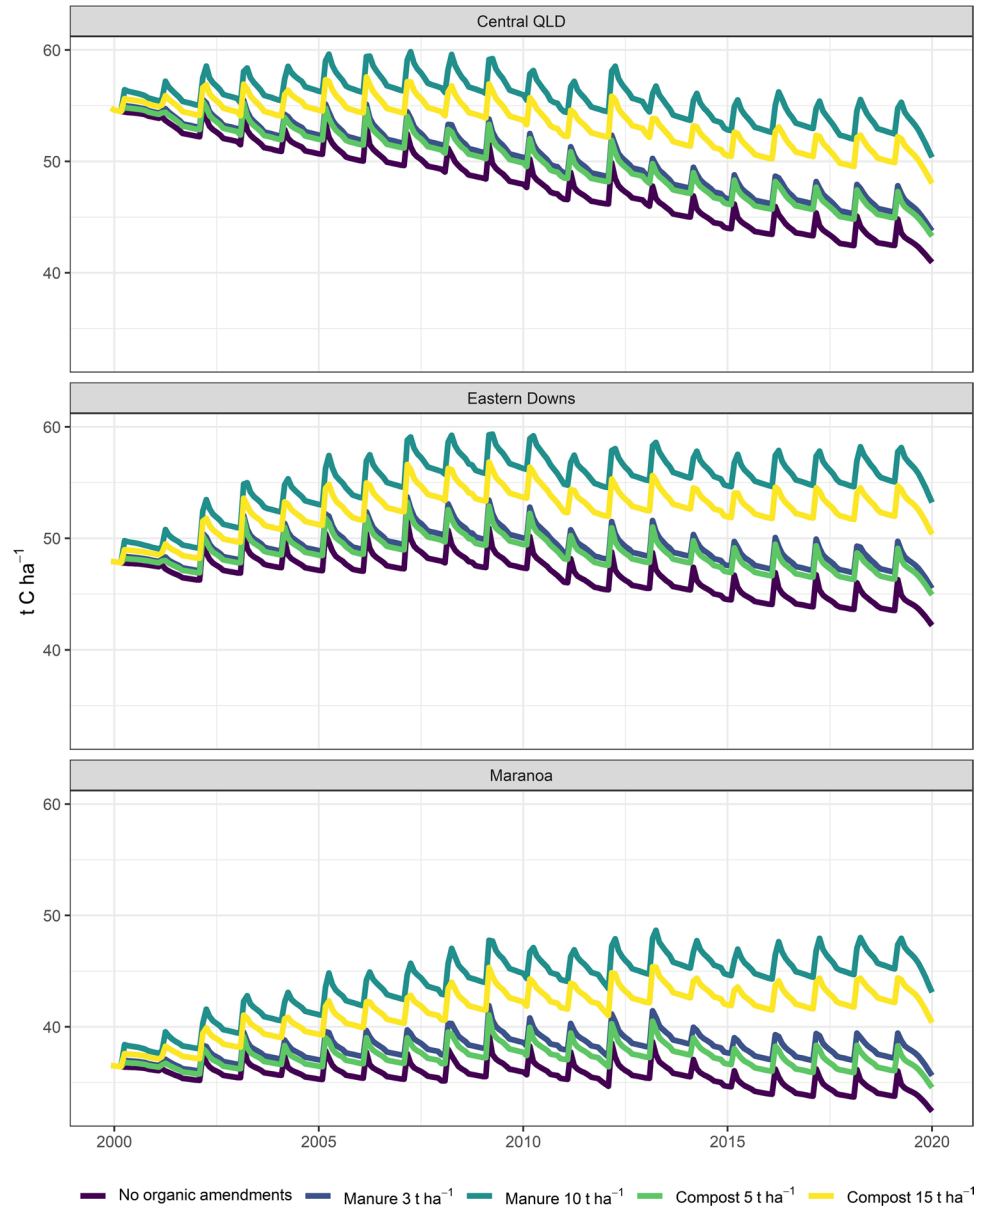 Central QLD
60
50
40
Eastern Downs
60
50
40
t C ha⁻¹
Maranoa
60
50
40
2000 2005 2010 2015 2020
No organic amendments Manure 3 t ha⁻¹ Manure 10 t ha⁻¹ Compost 5 t ha⁻¹ Compost 15 t ha⁻¹